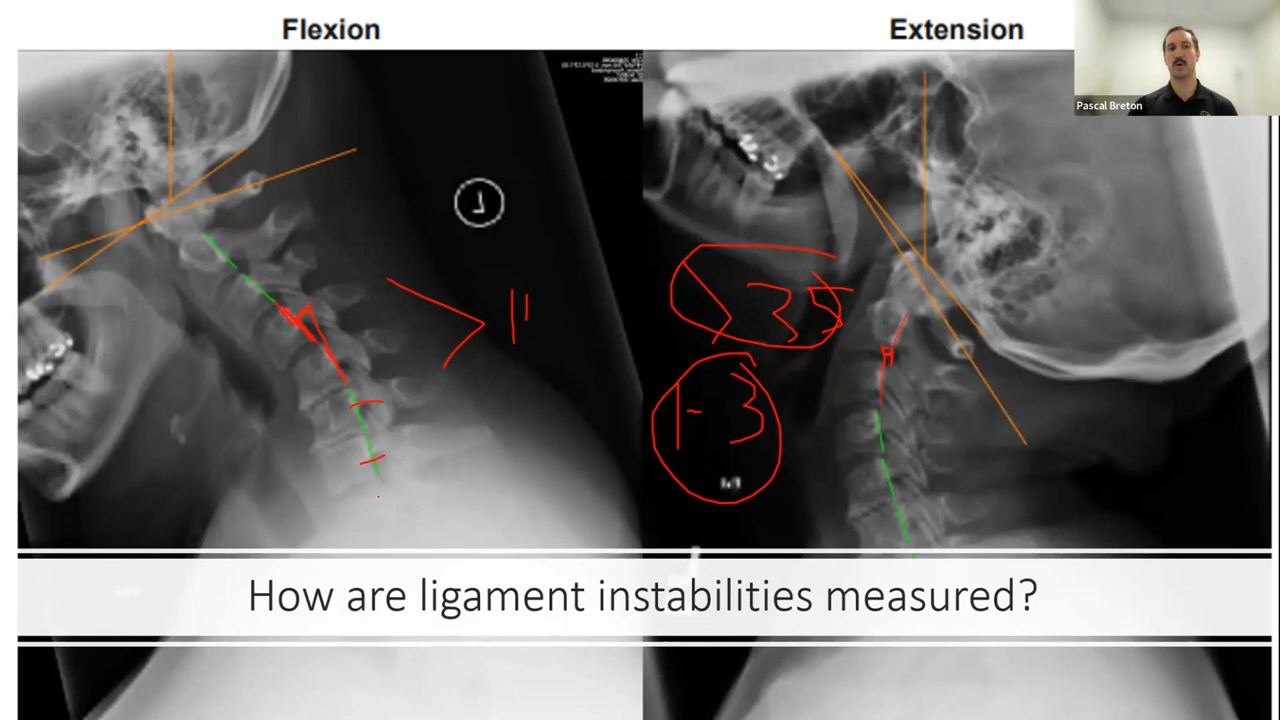 Flexion
Extension
Pascal Breton
L
> 11
> 35
1-3
How are ligament instabilities measured?